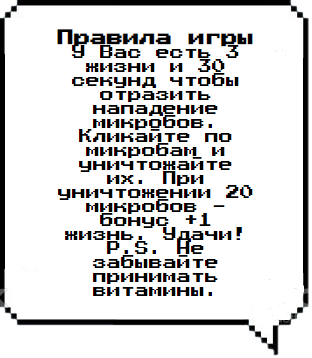 Правила игры
У Вас есть 3
жизни и 30
секунд чтобы
отразить
нападение
микробов.
Кликайте по
микробам и
уничтожайте
их. При
уничтожении 20
микробов -
бонус +1
жизнь. Удачи!
P.S. Не
забывайте
принимать
витамины.